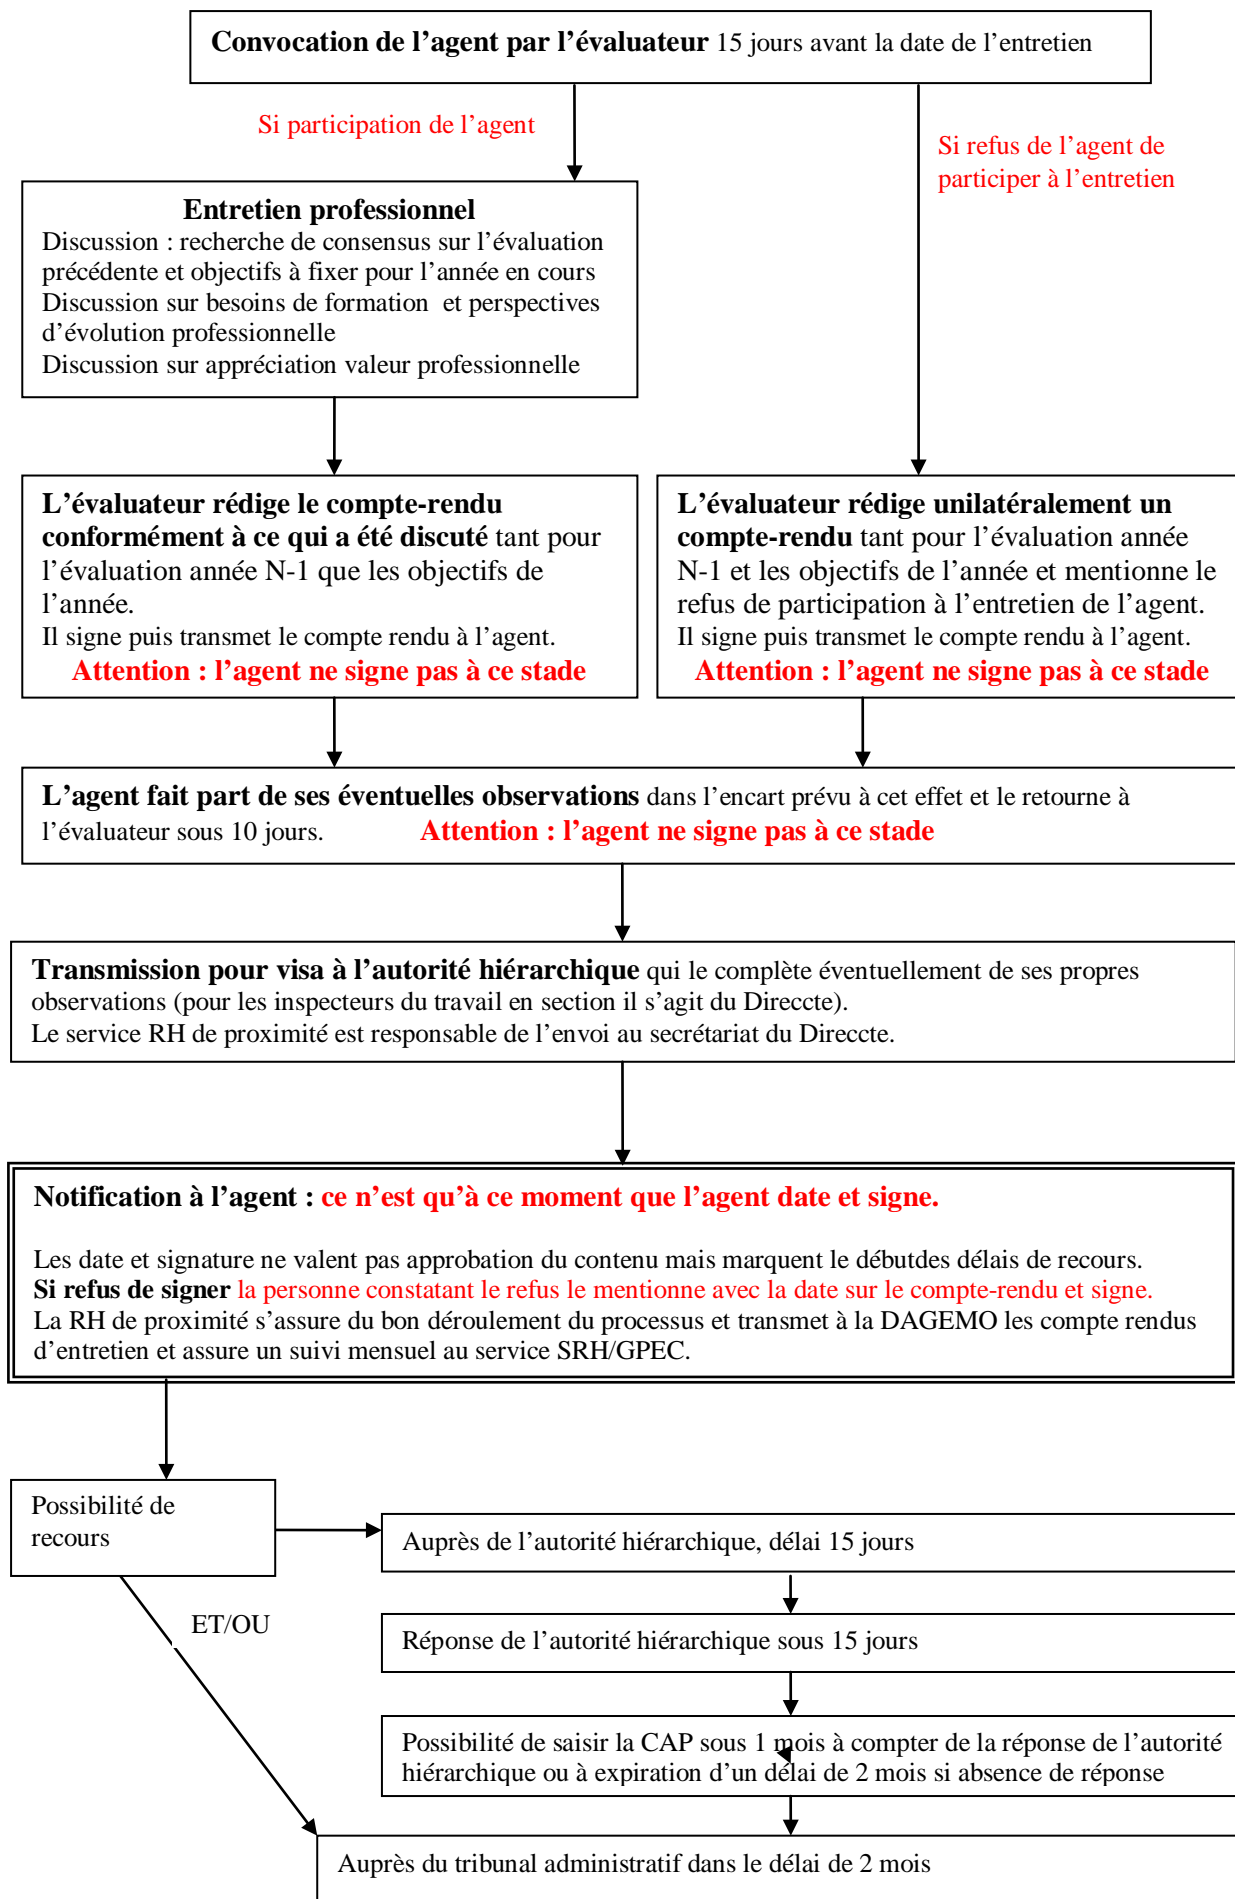 Convocation de l’agent par l’évaluateur 15 jours avant la date de l’entretien
Si participation de l’agent
Si refus de l’agent de
participer à l’entretien
Entretien professionnel
Discussion : recherche de consensus sur l’évaluation
précédente et objectifs à fixer pour l’année en cours
Discussion sur besoins de formation et perspectives
d’évolution professionnelle
Discussion sur appréciation valeur professionnelle
L’évaluateur rédige le compte-rendu
conformément à ce qui a été discuté tant pour
l’évaluation année N-1 que les objectifs de
l’année.
Il signe puis transmet le compte rendu à l’agent.
Attention : l’agent ne signe pas à ce stade
L’évaluateur rédige unilatéralement un
compte-rendu tant pour l’évaluation année
N-1 et les objectifs de l’année et mentionne le
refus de participation à l’entretien de l’agent.
Il signe puis transmet le compte rendu à l’agent.
Attention : l’agent ne signe pas à ce stade
L’agent fait part de ses éventuelles observations dans l’encart prévu à cet effet et le retourne à
l’évaluateur sous 10 jours. Attention : l’agent ne signe pas à ce stade
Transmission pour visa à l’autorité hiérarchique qui le complète éventuellement de ses propres
observations (pour les inspecteurs du travail en section il s’agit du Direccte).
Le service RH de proximité est responsable de l’envoi au secrétariat du Direccte.
Notification à l’agent : ce n’est qu’à ce moment que l’agent date et signe.
Les date et signature ne valent pas approbation du contenu mais marquent le débutdes délais de recours.
Si refus de signer la personne constatant le refus le mentionne avec la date sur le compte-rendu et signe.
La RH de proximité s’assure du bon déroulement du processus et transmet à la DAGEMO les compte rendus
d’entretien et assure un suivi mensuel au service SRH/GPEC.
Possibilité de
recours
Auprès de l’autorité hiérarchique, délai 15 jours
ET/OU
Réponse de l’autorité hiérarchique sous 15 jours
Possibilité de saisir la CAP sous 1 mois à compter de la réponse de l’autorité
hiérarchique ou à expiration d’un délai de 2 mois si absence de réponse
Auprès du tribunal administratif dans le délai de 2 mois